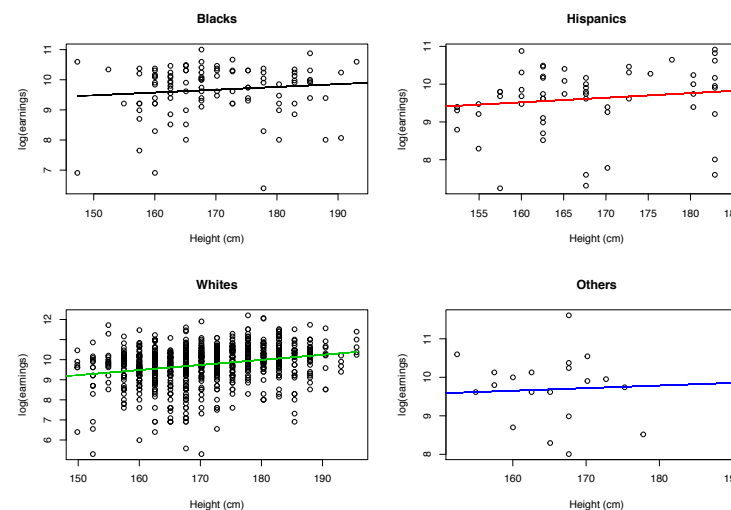 Blacks
log(earnings)
7 8 9 10 11
150 160 170 180 190
Height (cm)
Hispanics
log(earnings)
8 9 10 11
155 160 165 170 175 180
Height (cm)
Whites
log(earnings)
6 7 8 9 10 12
150 160 170 180 190
Height (cm)
Others
log(earnings)
8 9 10 11
160 170 180
Height (cm)